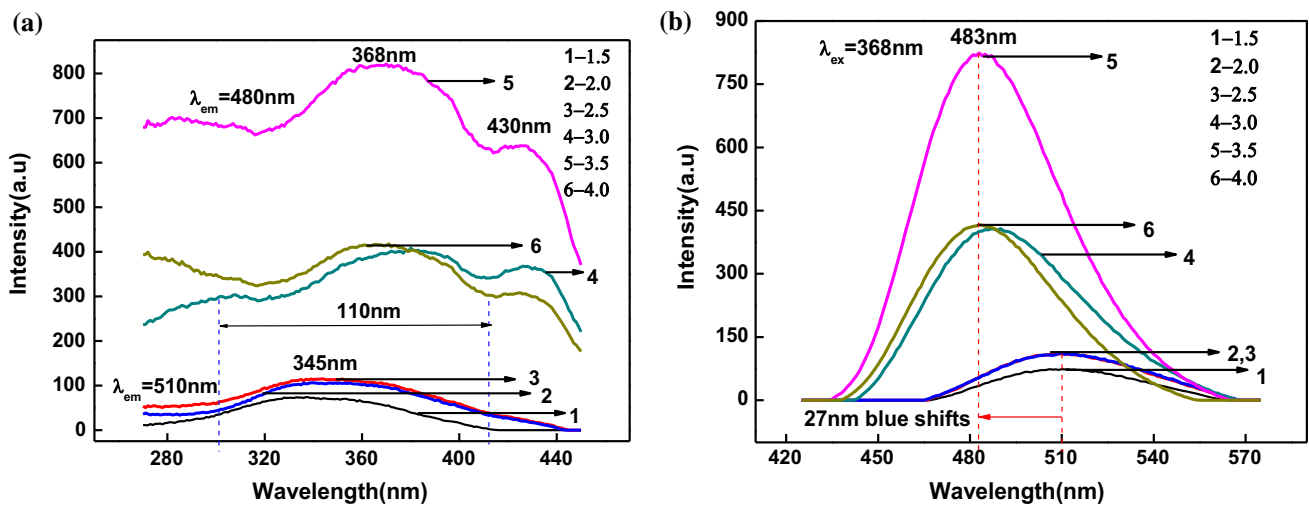 (a)
368nm
λem=480nm
5
430nm
1–1.5
2–2.0
3–2.5
4–3.0
5–3.5
6–4.0
6
4
110nm
345nm
λem=510nm
3
2
1
800
700
600
500
400
300
200
100
0
Intensity(a.u)
280 320 360 400 440
Wavelength(nm)
(b)
λex=368nm
483nm
5
1–1.5
2–2.0
3–2.5
4–3.0
5–3.5
6–4.0
6
4
2,3
1
27nm blue shifts
900
750
600
450
300
150
0
Intensity(a.u)
420 450 480 510 540 570
Wavelength(nm)